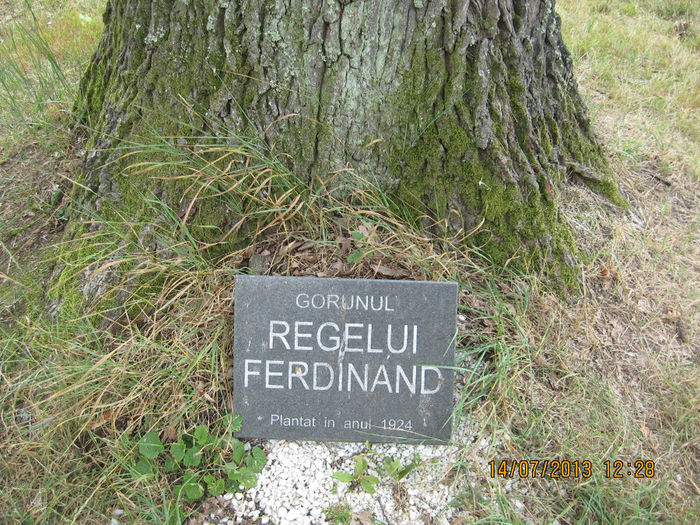 GORUNUL
REGELUI
FERDINAND
Plantat in anul 1924
14/07/2013 12:28